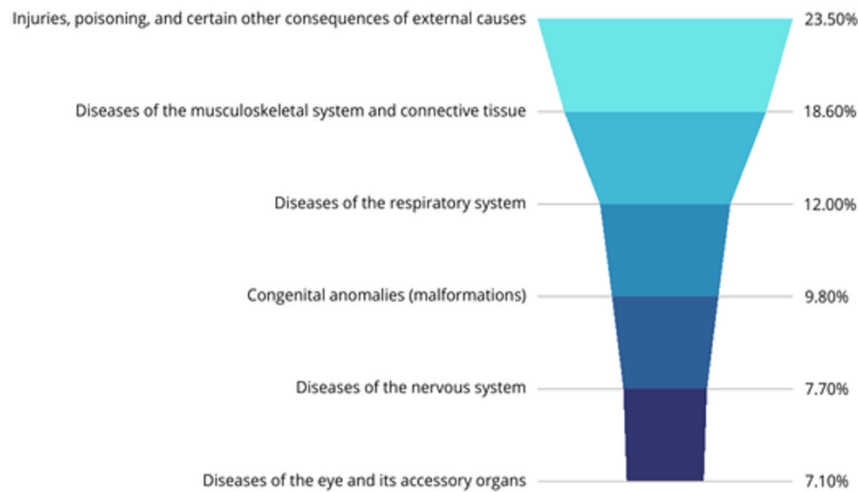 Injuries, poisoning, and certain other consequences of external causes 23.50%
Diseases of the musculoskeletal system and connective tissue 18.60%
Diseases of the respiratory system 12.00%
Congenital anomalies (malformations) 9.80%
Diseases of the nervous system 7.70%
Diseases of the eye and its accessory organs 7.10%